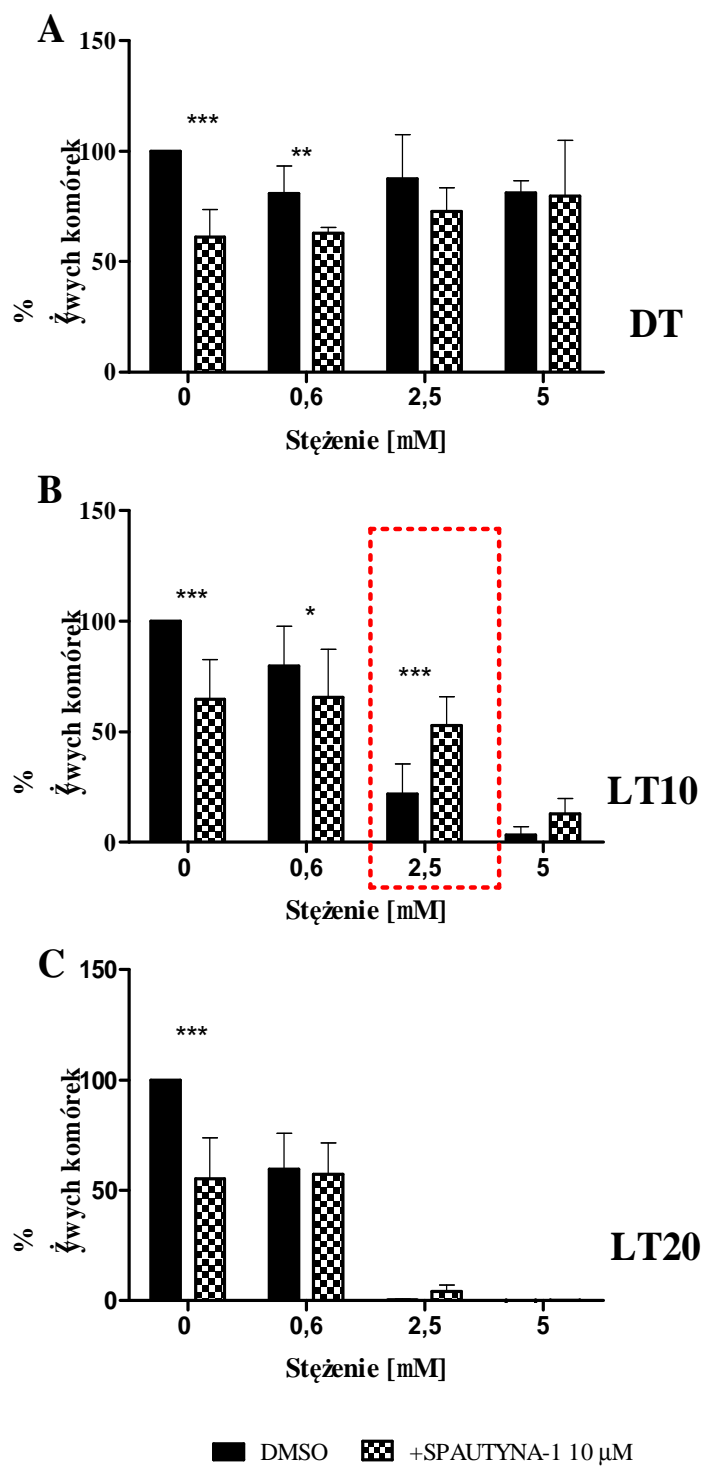 A
***
**
150
100
50
0
%
żywych komórek
0 0,6 2,5 5
Stężenie [mM]
DT
B
***
*
***
150
100
50
0
%
żywych komórek
0 0,6 2,5 5
Stężenie [mM]
LT10
C
***
150
100
50
0
%
żywych komórek
0 0,6 2,5 5
Stężenie [mM]
LT20
DMSO +SPAUTYNA-1 10 µM